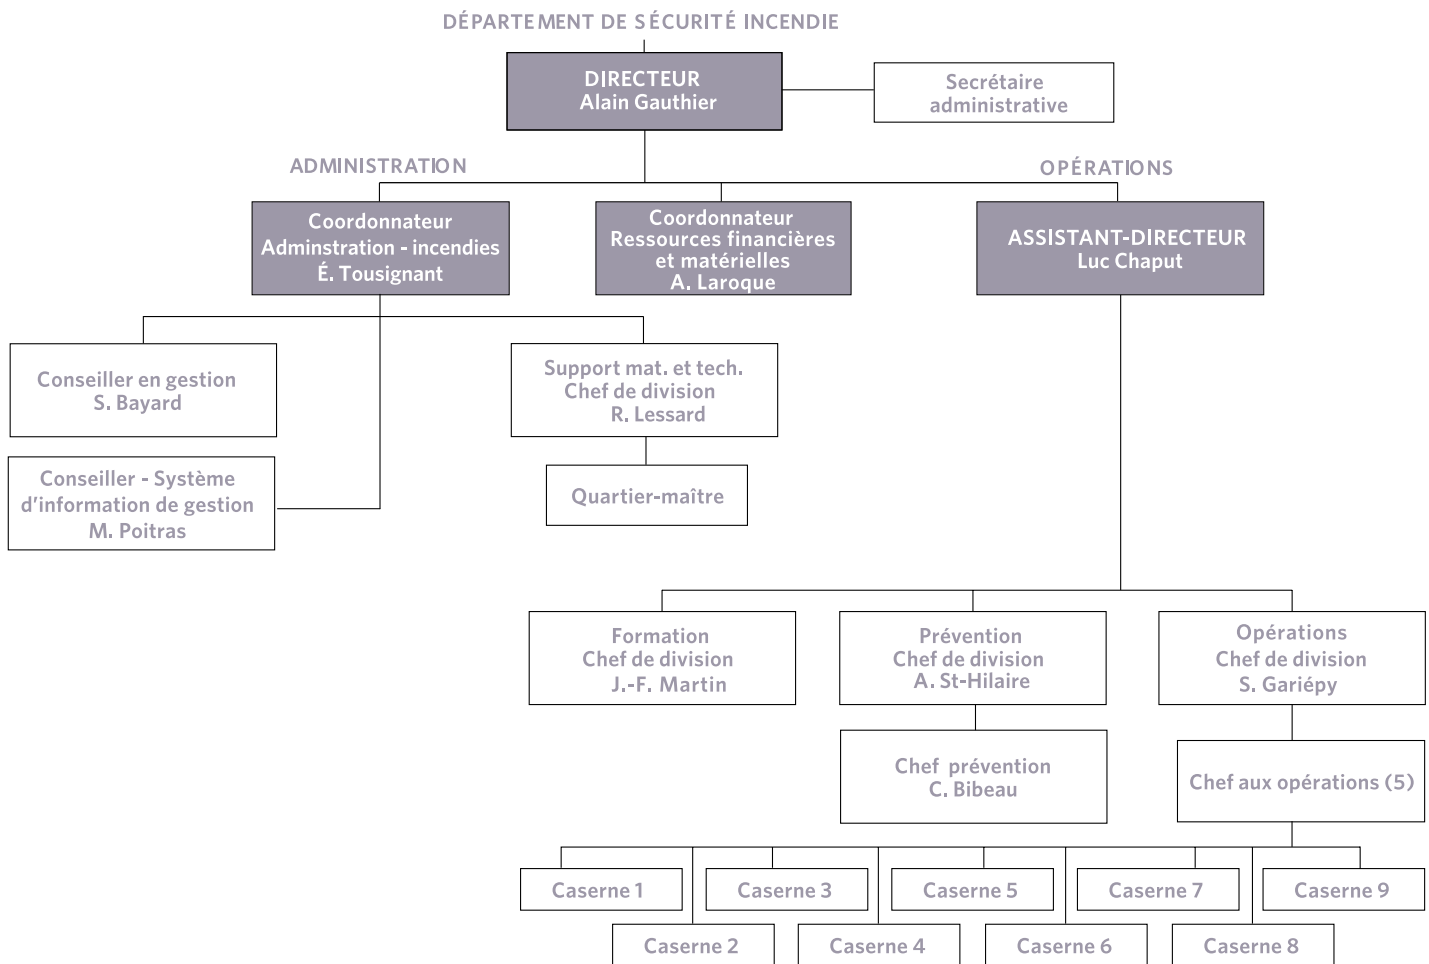 DÉPARTEMENT DE SÉCURITÉ INCENDIE
DIRECTEUR
Alain Gauthier
Secrétaire
administrative
ADMINISTRATION
OPÉRATIONS
Coordonnateur
Adminstration - incendies
É. Tousignant
Coordonnateur
Ressources financières
et matérielles
A. Laroque
ASSISTANT-DIRECTEUR
Luc Chaput
Conseiller en gestion
S. Bayard
Support mat. et tech.
Chef de division
R. Lessard
Conseiller - Système
d'information de gestion
M. Poitras
Quartier-maître
Formation
Chef de division
J.-F. Martin
Prévention
Chef de division
A. St-Hilaire
Opérations
Chef de division
S. Gariépy
Chef prévention
C. Bibeau
Chef aux opérations (5)
Caserne 1
Caserne 3
Caserne 5
Caserne 7
Caserne 9
Caserne 2
Caserne 4
Caserne 6
Caserne 8